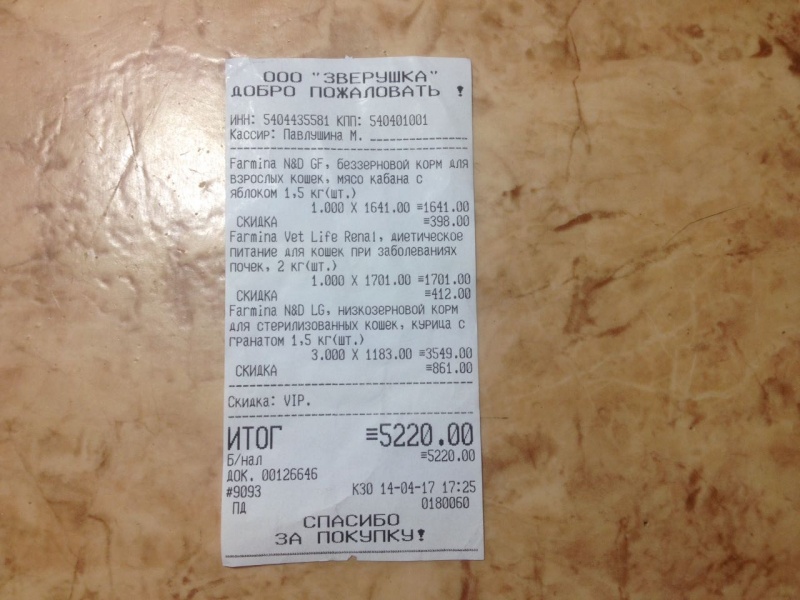 ООО "ЗВЕРУШКА"
ДОБРО ПОЖАЛОВАТЬ !
ИНН: 5404435581 КПП: 540401001
Кассир: Павлушина М. ______________
Farmina N&D GF, беззерновой корм для
взрослых кошек, мясо кабана с
яблоком 1,5 кг(шт.)
1.000 X 1641.00 ≡1641.00
СКИДКА ≡398.00
Farmina Vet Life Renal, диетическое
питание для кошек при заболеваниях
почек, 2 кг(шт.)
1.000 X 1701.00 ≡1701.00
СКИДКА ≡412.00
Farmina N&D LG, низкозерновой корм
для стерилизованных кошек, курица с
гранатом 1,5 кг(шт.)
3.000 X 1183.00 ≡3549.00
СКИДКА ≡861.00
Скидка: VIP.
ИТОГ ≡5220.00
Б/нал ≡5220.00
ДОК. 00126646
#9093 К30 14-04-17 17:25
ПД 0180060
СПАСИБО
ЗА ПОКУПКУ!